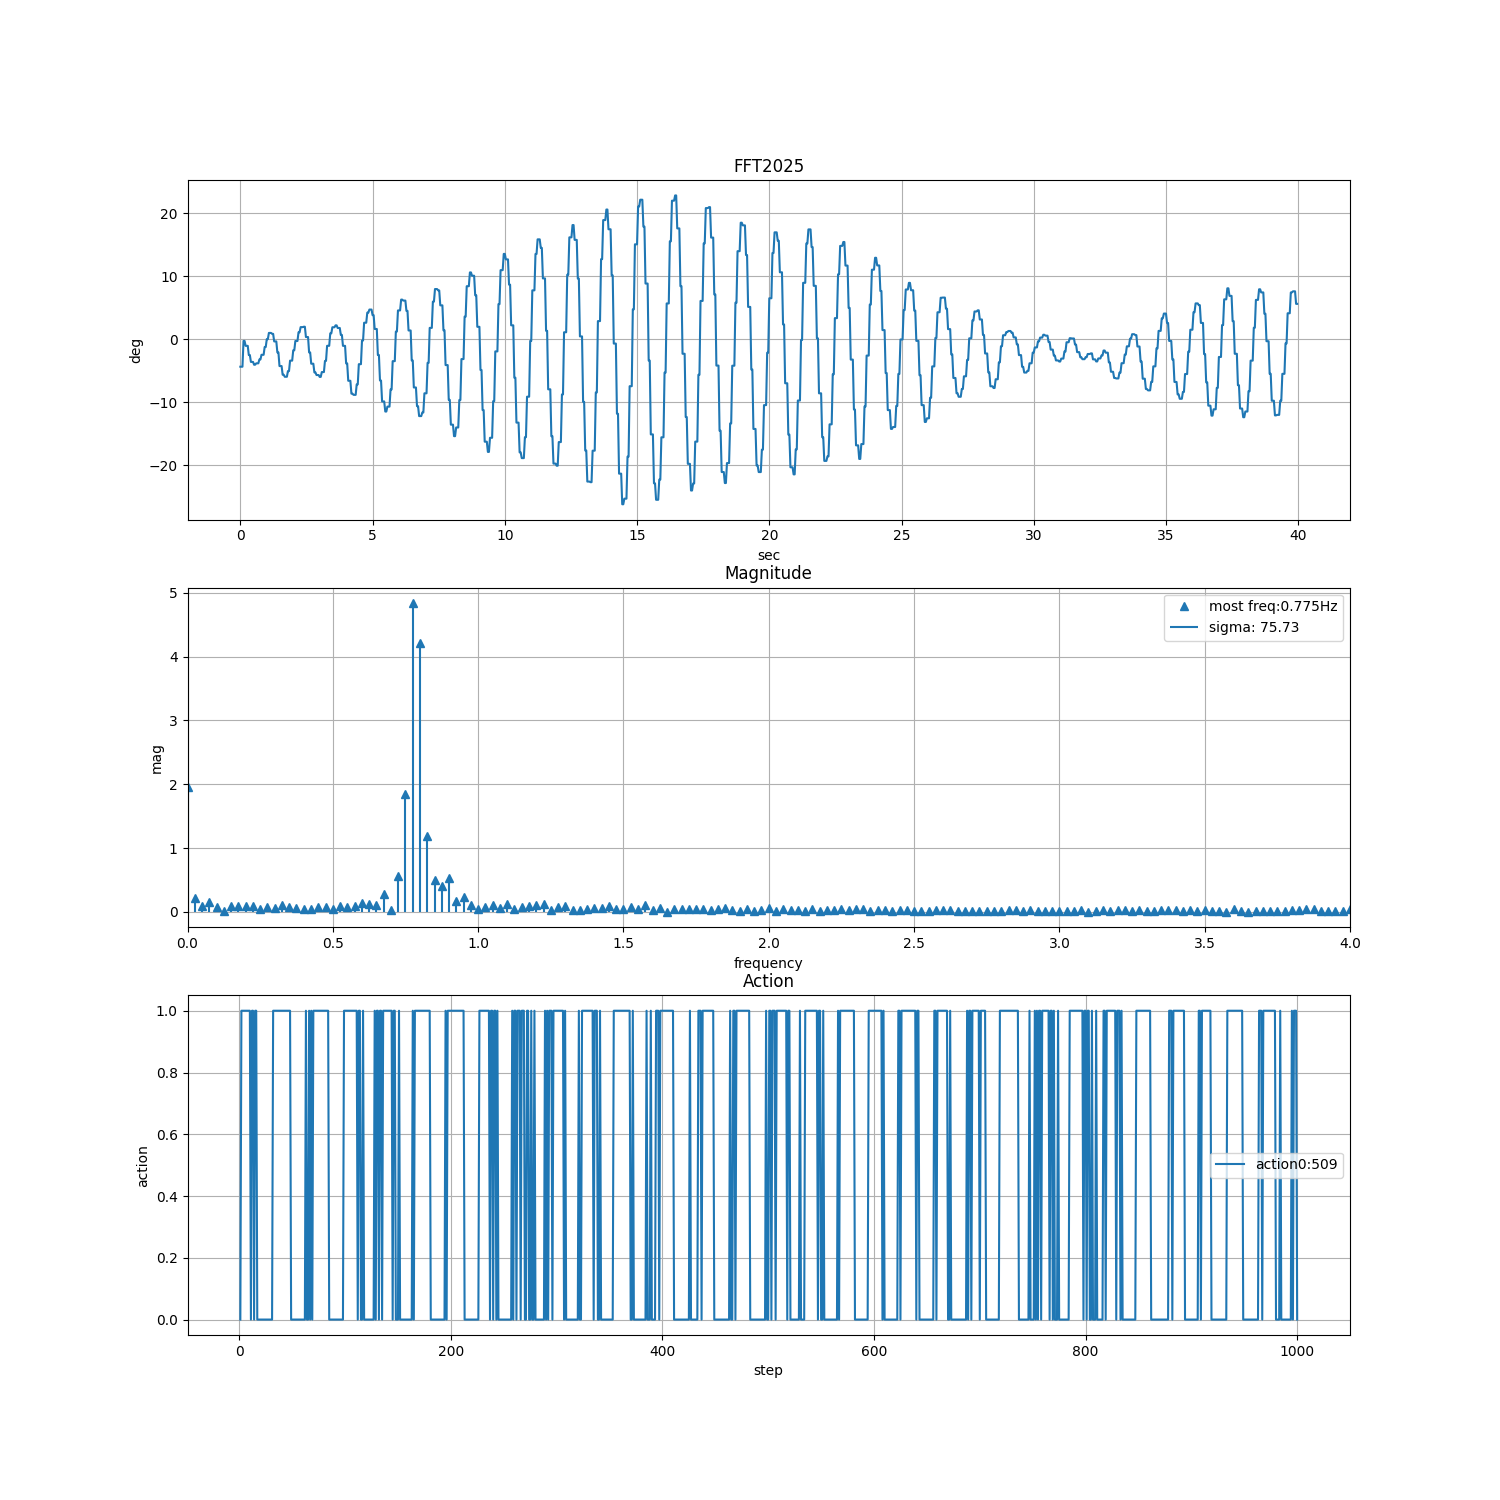 FFT2025
20
10
0
−10
−20
deg
0 5 10 15 20 25 30 35 40
sec
Magnitude
5
4
3
2
1
0
mag
most freq:0.775Hz
sigma: 75.73
0.0 0.5 1.0 1.5 2.0 2.5 3.0 3.5 4.0
frequency
Action
1.0
0.8
0.6
0.4
0.2
0.0
action
action0:509
0 200 400 600 800 1000
step